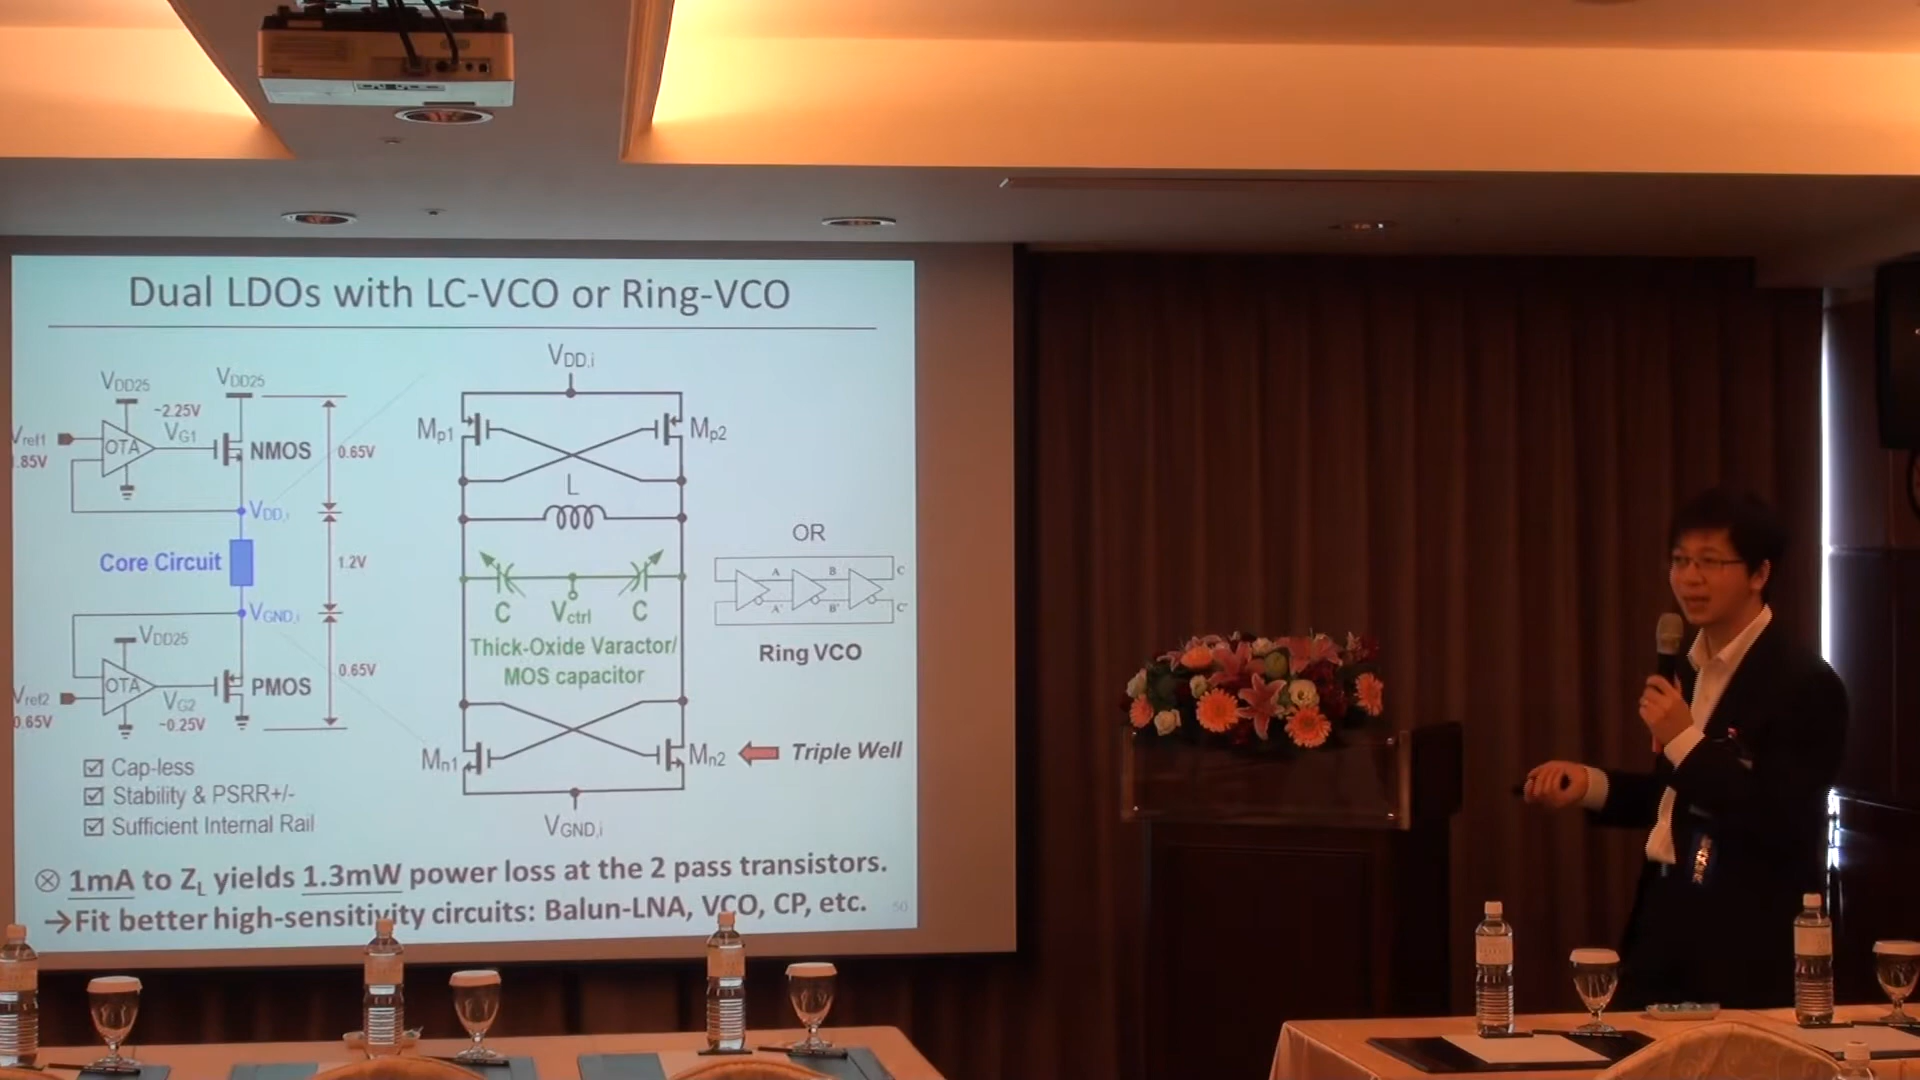 Dual LDOs with LC-VCO or Ring-VCO
VDD25
VDD25
~2.25V
VG1
Vref1
.85V
OTA
NMOS
0.65V
VDD,i
Core Circuit
1.2V
VGND,i
VDD25
OTA
Vref2
0.65V
VG2
~0.25V
PMOS
0.65V
☑ Cap-less
☑ Stability & PSRR+/-
☑ Sufficient Internal Rail
VDD,i
Mp1
Mp2
L
C
Vctrl
C
Thick-Oxide Varactor/
MOS capacitor
Mn1
Mn2
Triple Well
VGND,i
OR
A
B
C
A'
B'
C'
Ring VCO
⊗ 1mA to ZL yields 1.3mW power loss at the 2 pass transistors.
→Fit better high-sensitivity circuits: Balun-LNA, VCO, CP, etc.
50